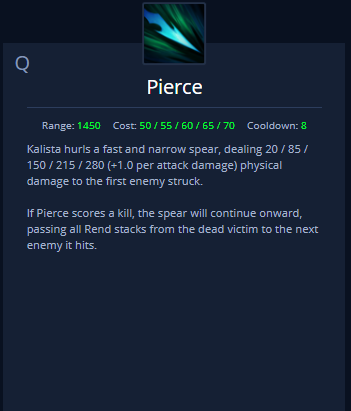 Q
Pierce
Range: 1450 Cost: 50 / 55 / 60 / 65 / 70 Cooldown: 8
Kalista hurls a fast and narrow spear, dealing 20 / 85 /
150 / 215 / 280 (+1.0 per attack damage) physical
damage to the first enemy struck.
If Pierce scores a kill, the spear will continue onward,
passing all Rend stacks from the dead victim to the next
enemy it hits.